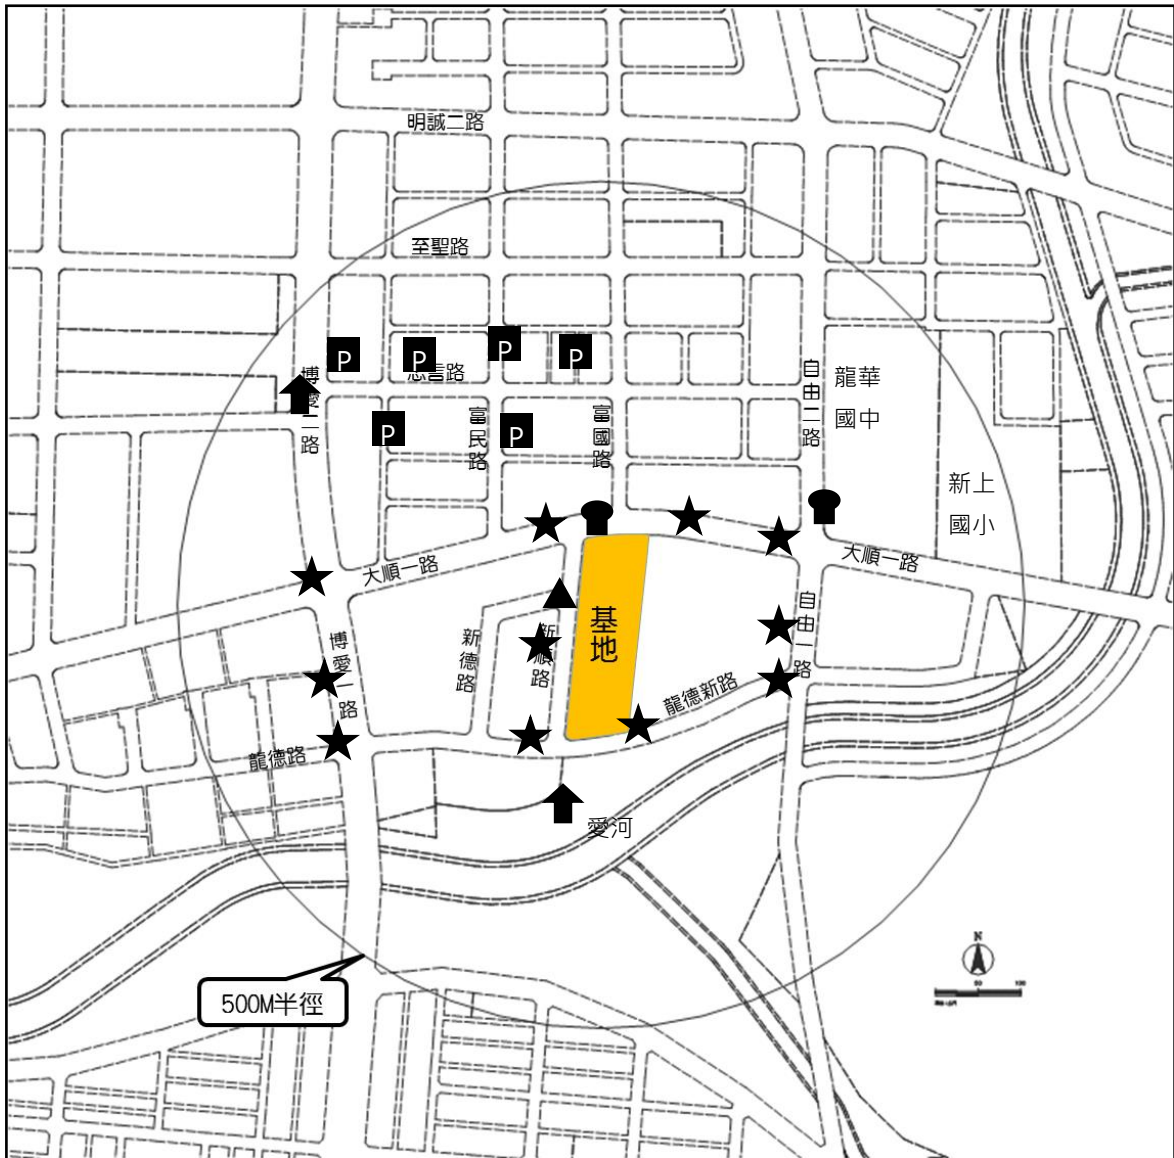 明誠二路
至聖路
P
P
P
P
博愛二路
自由二路
龍華
國中
P
P
富民路
富國路
新上
國小
大順一路
大順一路
基地
新德路
新順路
自由一路
博愛一路
龍德新路
龍德路
愛河
N
500M半徑